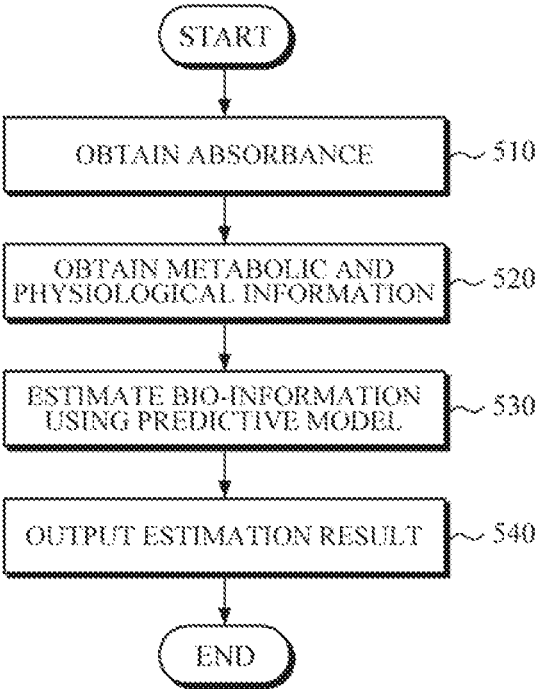 START
OBTAIN ABSORBANCE
510
OBTAIN METABOLIC AND
PHYSIOLOGICAL INFORMATION
520
ESTIMATE BIO-INFORMATION
USING PREDICTIVE MODEL
530
OUTPUT ESTIMATION RESULT
540
END